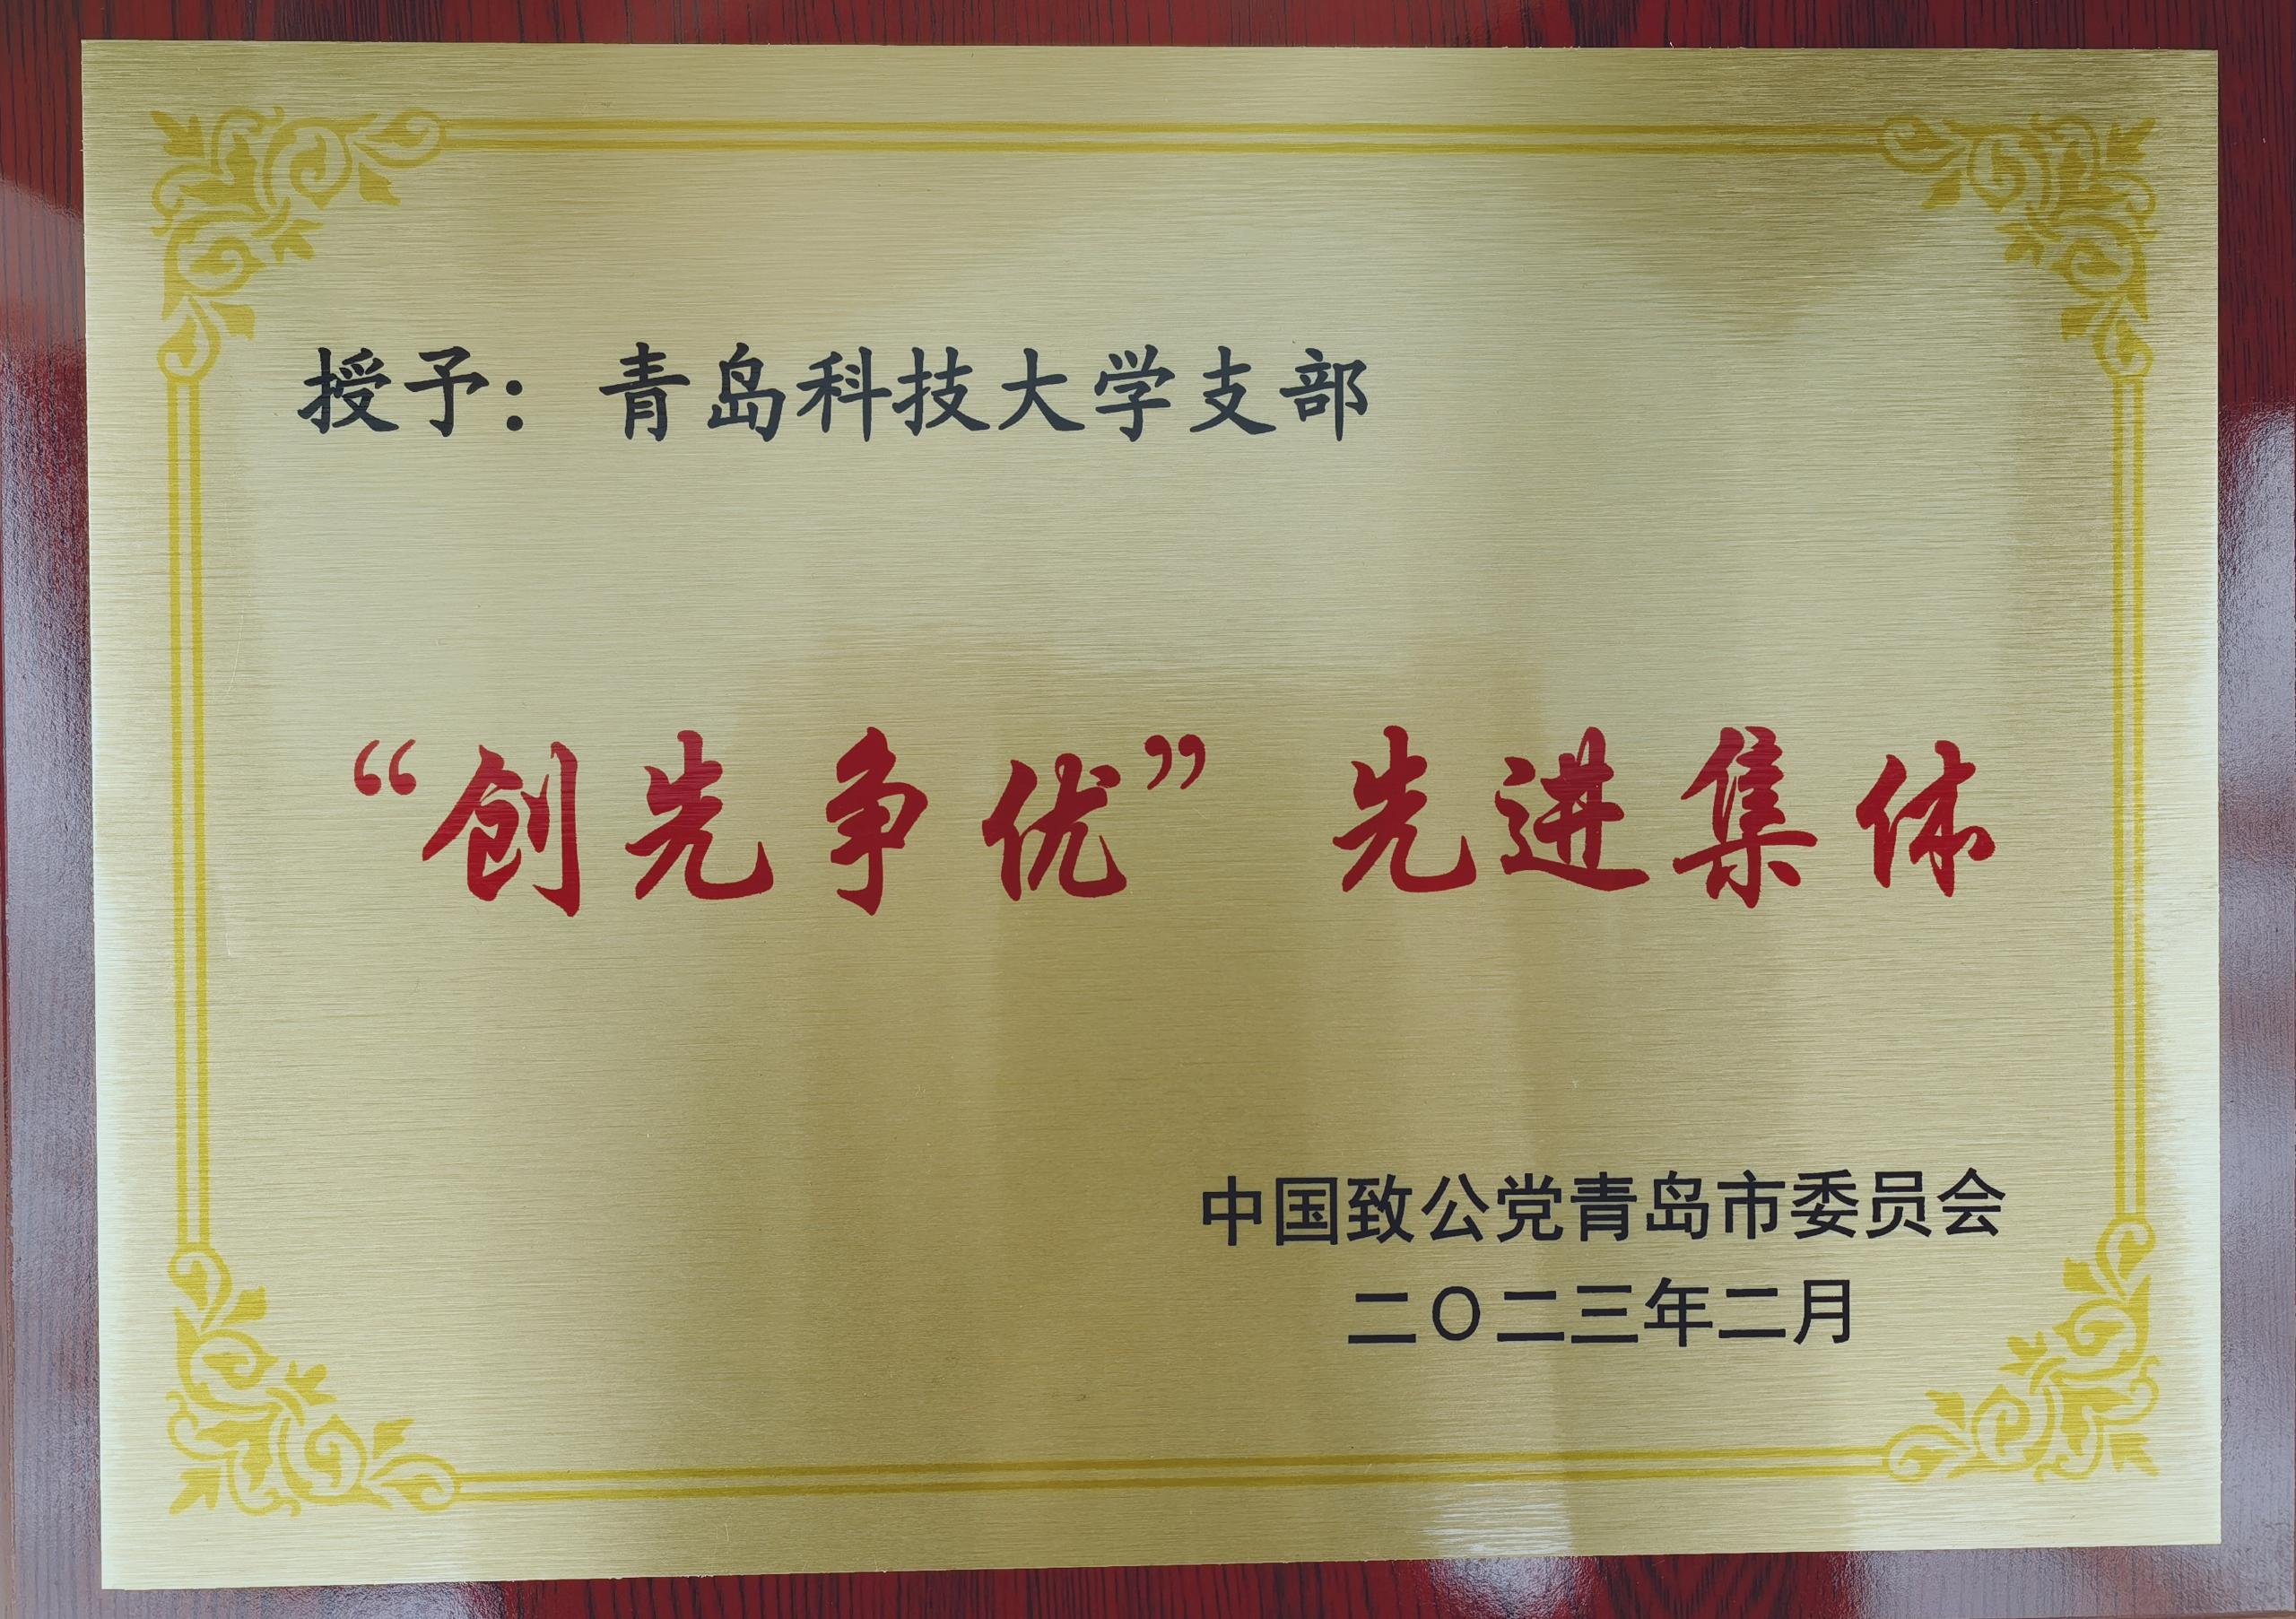 授予：青岛科技大学支部
“创先争优”先进集体
中国致公党青岛市委员会
二〇二三年二月